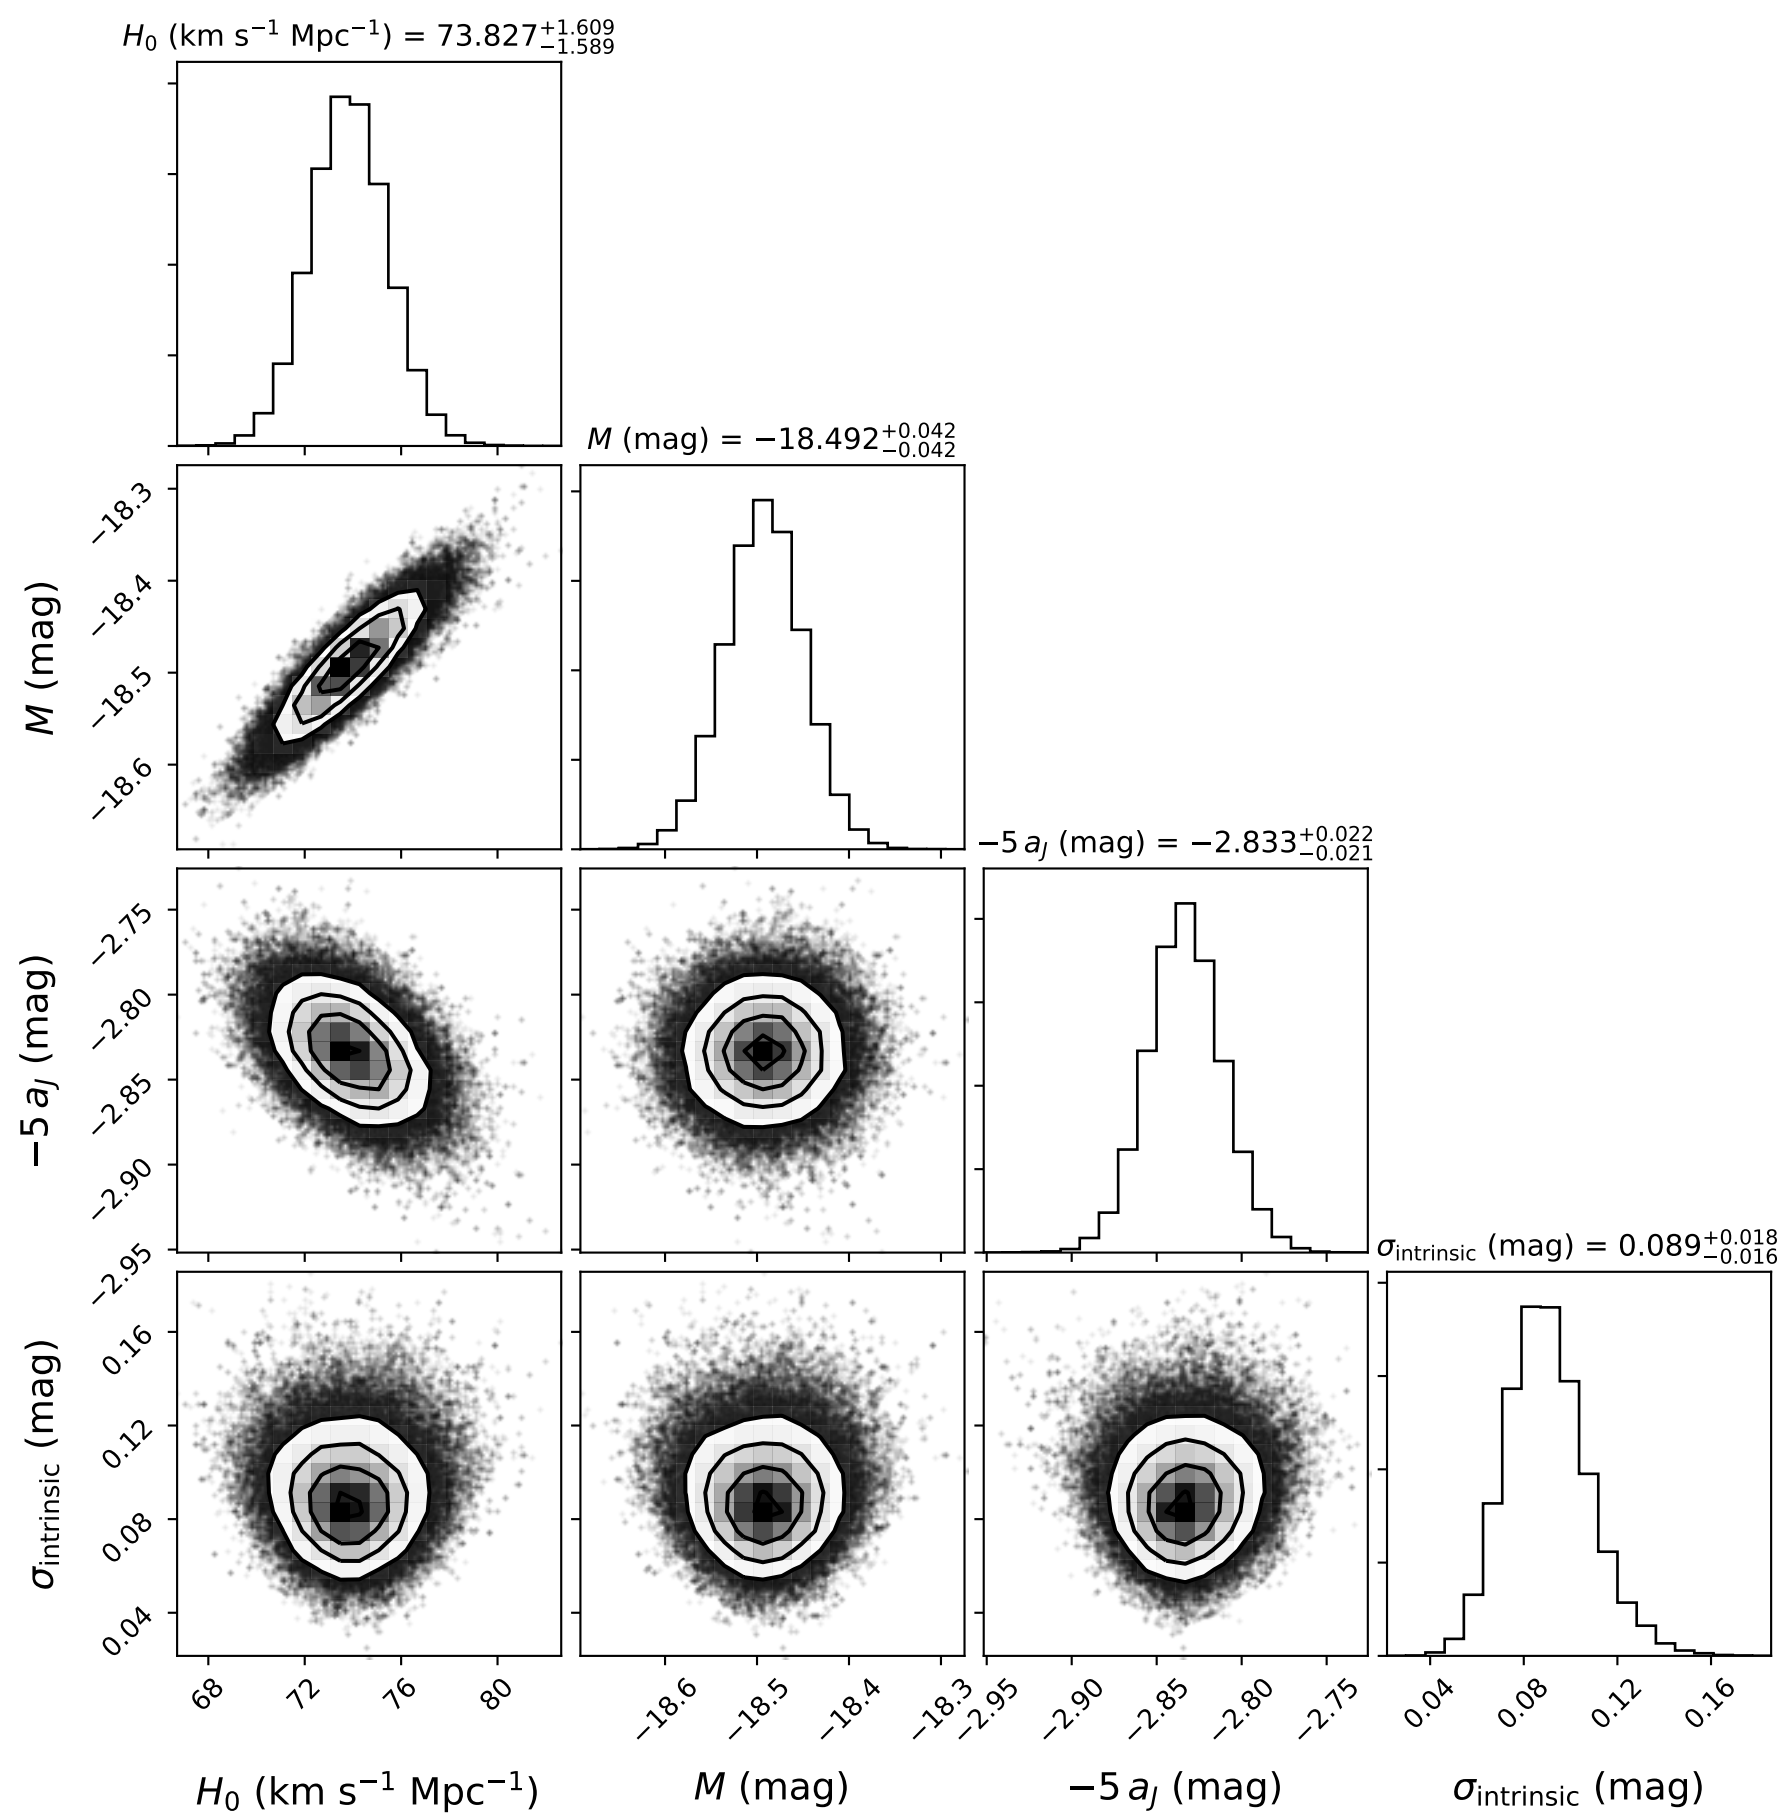 H₀ (km s⁻¹ Mpc⁻¹) = 73.827+1.609−1.589
M (mag) = −18.492+0.042−0.042
−18.3
−18.4
−18.5
−18.6
M (mag)
−5 a_J (mag) = −2.833+0.022−0.021
−2.75
−2.80
−2.85
−2.90
−2.95
−5 a_J (mag)
σintrinsic (mag) = 0.089+0.018−0.016
0.16
0.12
0.08
0.04
σintrinsic (mag)
68 72 76 80
−18.6 −18.5 −18.4 −18.3
−2.95 −2.90 −2.85 −2.80 −2.75
0.04 0.08 0.12 0.16
H₀ (km s⁻¹ Mpc⁻¹)
M (mag)
−5 a_J (mag)
σintrinsic (mag)